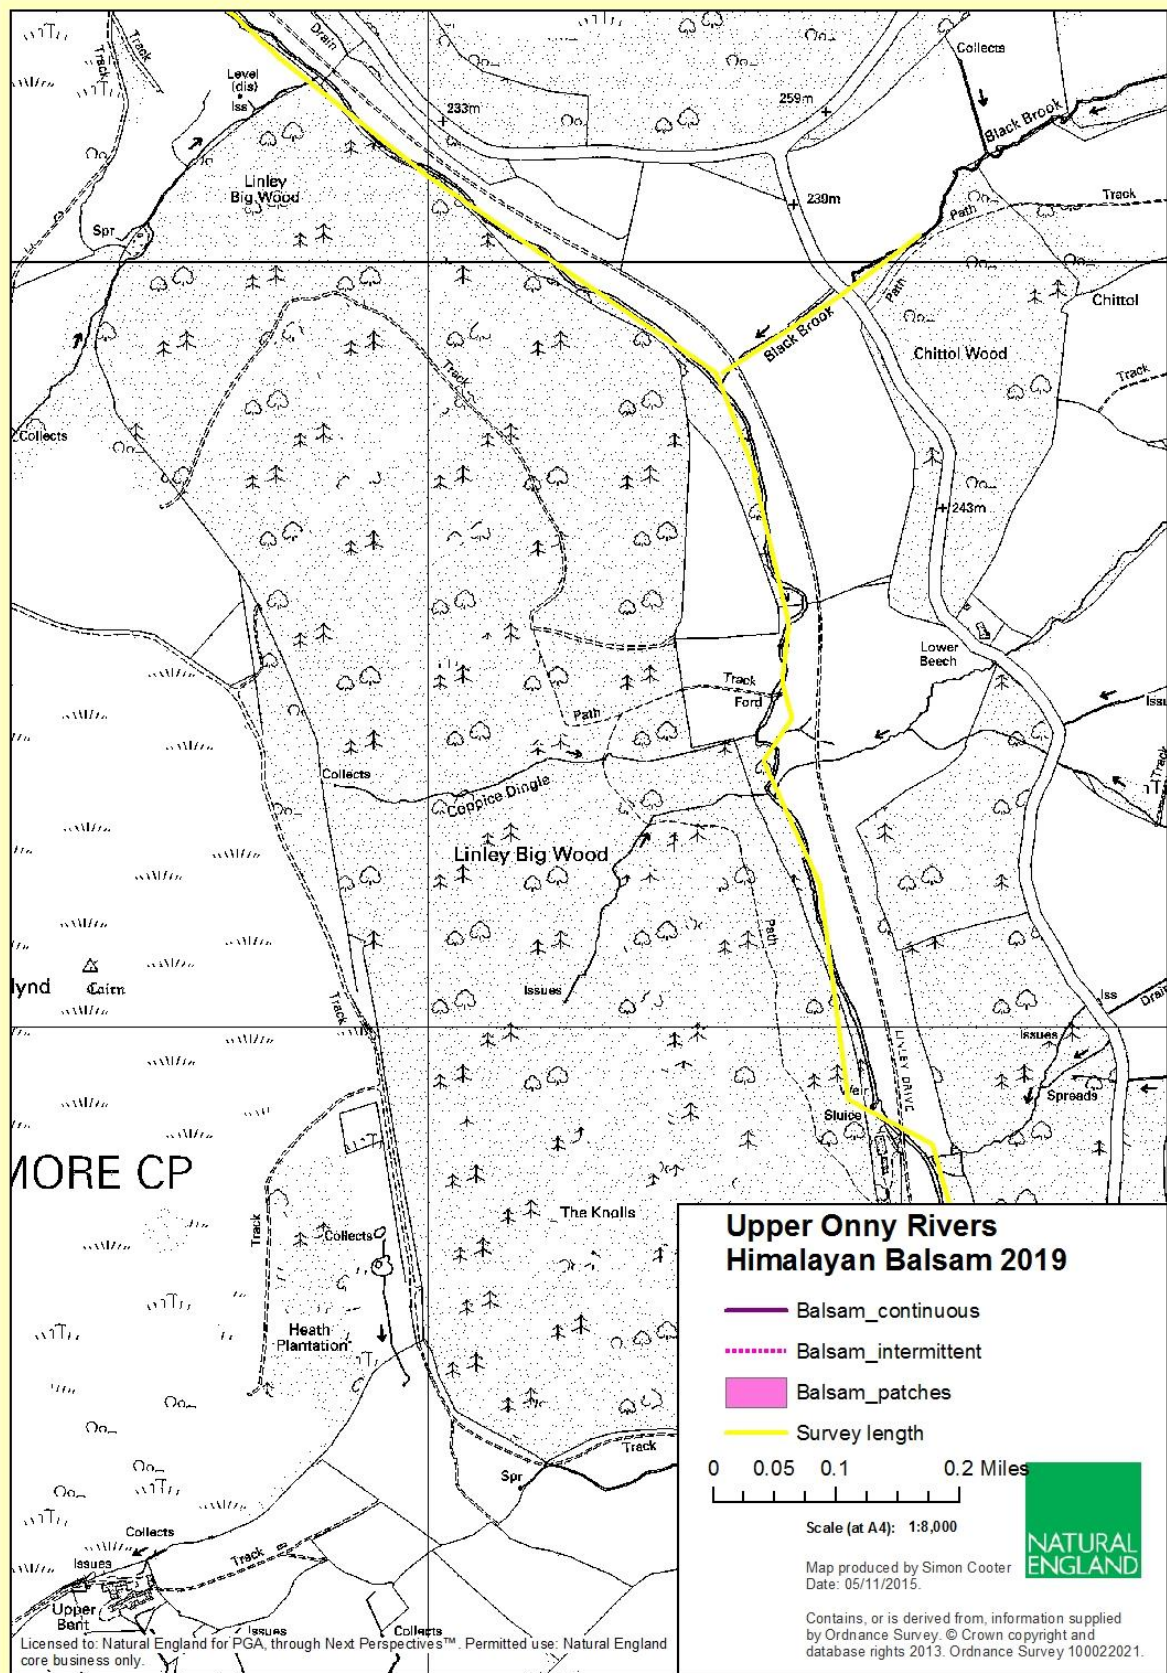 Track
Track
Drain
Collects
Level
(dis)
Iss
233m
259m
Black Brook
Linley
Big Wood
239m
Track
Path
Spr
Path
Chittol
Black Brook
Chittol Wood
Track
Track
Collects
243m
Lower
Beech
Track
Ford
Path
Issu
Track
Collects
Coppice Dingle
Linley Big Wood
Path
lynd
Cairn
Issues
Iss
Drain
Track
LINLEY DRIVE
Issues
Weir
Sluice
Spreads
MORE CP
The Knolls
Track
Collects
Heath
Plantation
Track
Spr
Collects
Issues
Track
Upper
Bent
Issues
Collects
Licensed to: Natural England for PGA, through Next Perspectives™. Permitted use: Natural England
core business only.
Upper Onny Rivers
Himalayan Balsam 2019
Balsam_continuous
Balsam_intermittent
Balsam_patches
Survey length
0 0.05 0.1 0.2 Miles
Scale (at A4): 1:8,000
NATURAL
ENGLAND
Map produced by Simon Cooter
Date: 05/11/2015.
Contains, or is derived from, information supplied
by Ordnance Survey. © Crown copyright and
database rights 2013. Ordnance Survey 100022021.